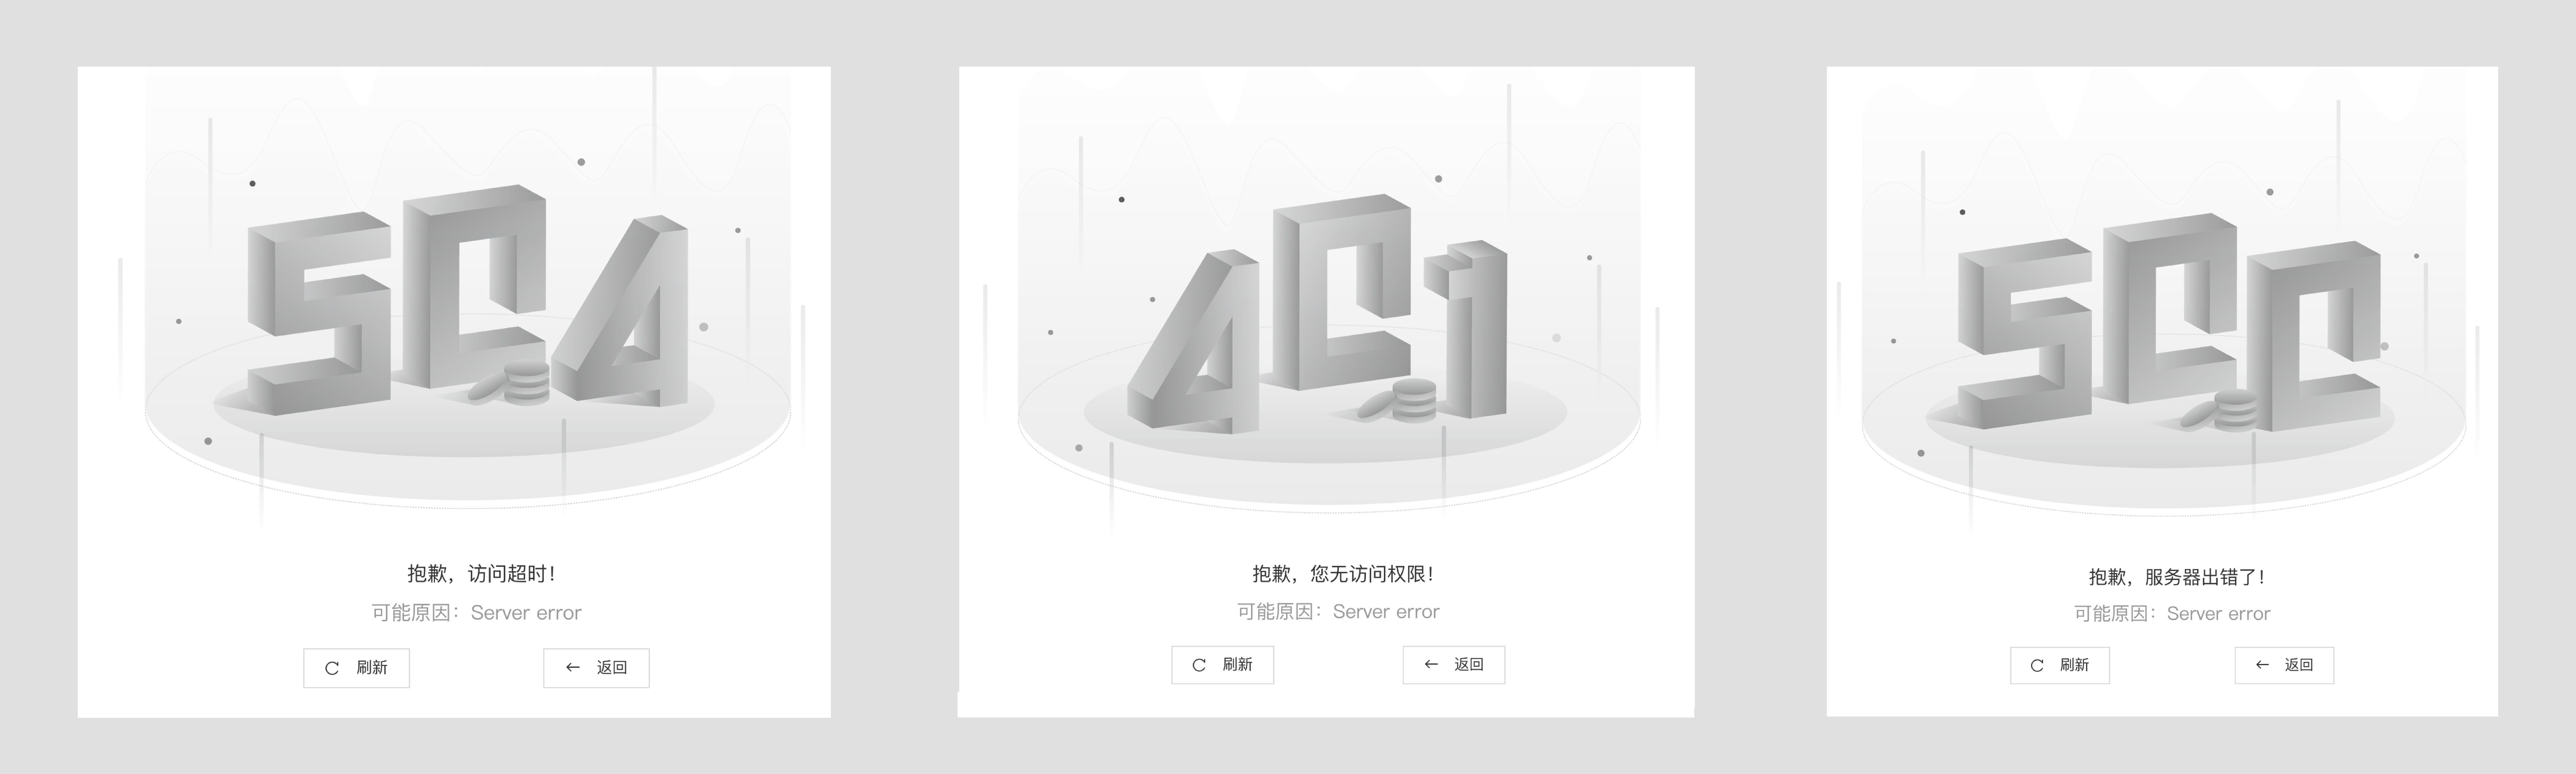 504
抱歉，访问超时！
可能原因：Server error
刷新
返回
401
抱歉，您无访问权限！
可能原因：Server error
刷新
返回
500
抱歉，服务器出错了！
可能原因：Server error
刷新
返回